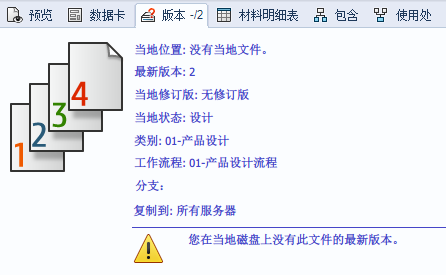 预览 数据卡 版本 -/2 材料明细表 包含 使用处
当地位置: 没有当地文件。
最新版本: 2
当地修订版: 无修订版
当地状态: 设计
类别: 01-产品设计
工作流程: 01-产品设计流程
分支:
复制到: 所有服务器
1 2 3 4
您在当地磁盘上没有此文件的最新版本。